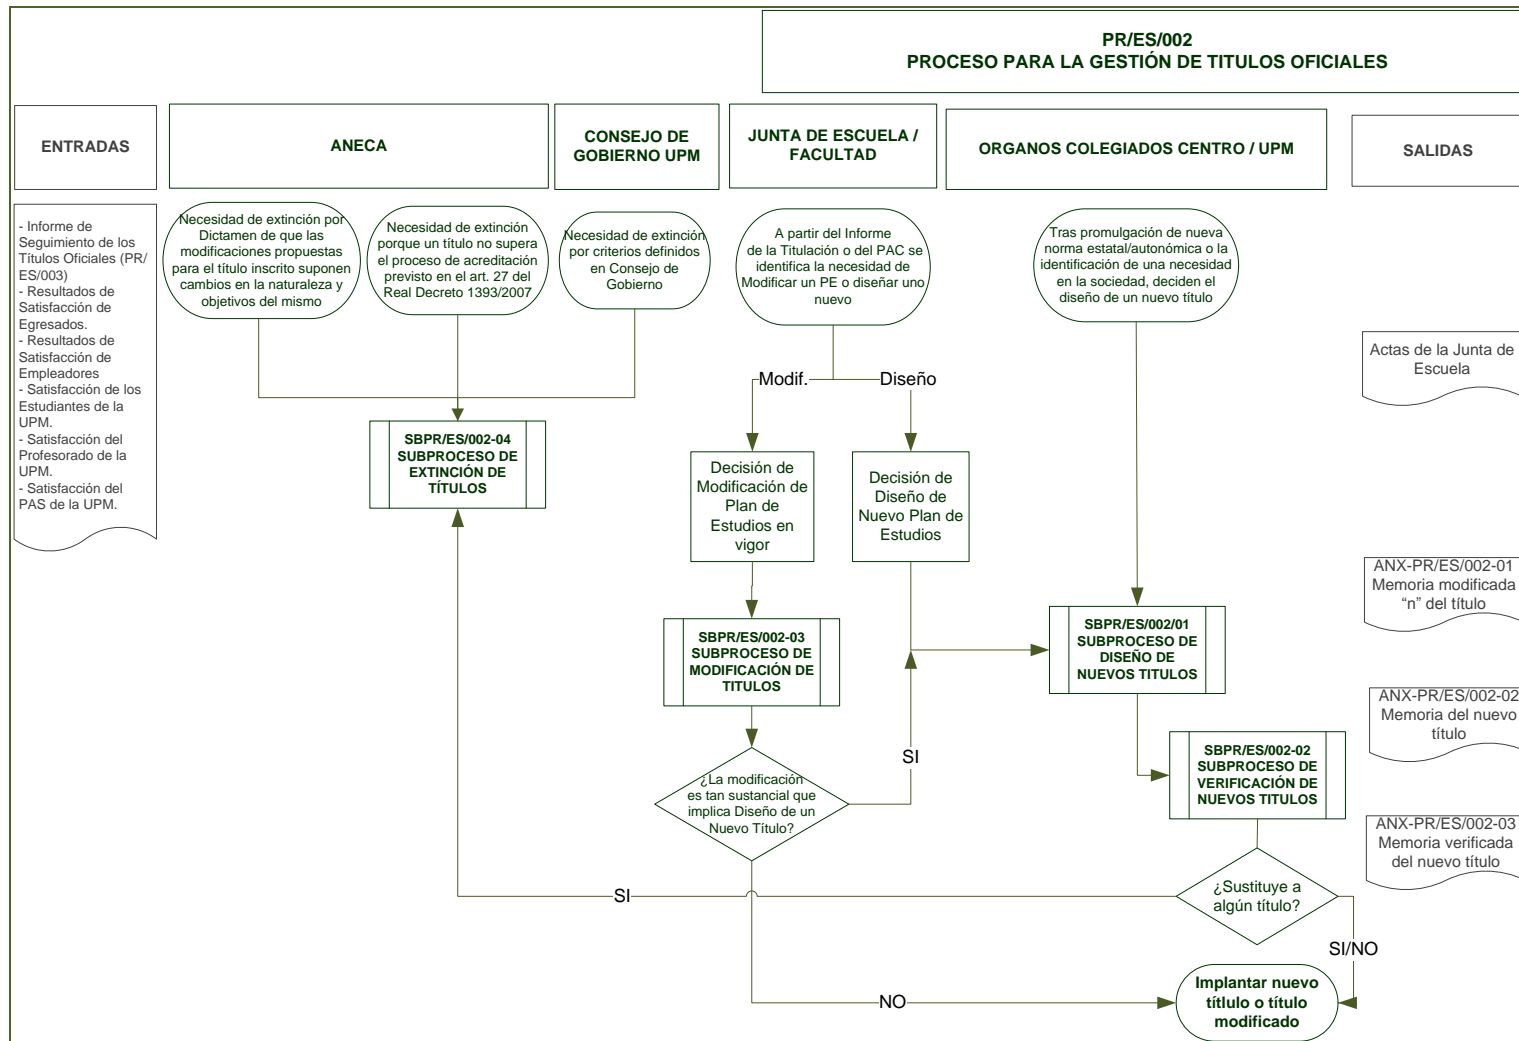 PR/ES/002
PROCESO PARA LA GESTIÓN DE TITULOS OFICIALES
ENTRADAS
ANECA
CONSEJO DE
GOBIERNO UPM
JUNTA DE ESCUELA /
FACULTAD
ORGANOS COLEGIADOS CENTRO / UPM
SALIDAS
- Informe de
Seguimiento de los
Títulos Oficiales (PR/
ES/003)
- Resultados de
Satisfacción de
Egresados.
- Resultados de
Satisfacción de
Empleadores
- Satisfacción de los
Estudiantes de la
UPM.
- Satisfacción del
Profesorado de la
UPM.
- Satisfacción del
PAS de la UPM.
Necesidad de extinción por
Dictamen de que las
modificaciones propuestas
para el título inscrito suponen
cambios en la naturaleza y
objetivos del mismo
Necesidad de extinción
porque un título no supera
el proceso de acreditación
previsto en el art. 27 del
Real Decreto 1393/2007
Necesidad de extinción
por criterios definidos
en Consejo de
Gobierno
A partir del Informe
de la Titulación o del PAC se
identifica la necesidad de
Modificar un PE o diseñar uno
nuevo
Tras promulgación de nueva
norma estatal/autonómica o la
identificación de una necesidad
en la sociedad, deciden el
diseño de un nuevo título
Actas de la Junta de
Escuela
Modif.
Diseño
SBPR/ES/002-04
SUBPROCESO DE
EXTINCIÓN DE
TÍTULOS
Decisión de
Modificación de
Plan de
Estudios en
vigor
Decisión de
Diseño de
Nuevo Plan de
Estudios
ANX-PR/ES/002-01
Memoria modificada
“n” del título
SBPR/ES/002-03
SUBPROCESO DE
MODIFICACIÓN DE
TITULOS
SBPR/ES/002/01
SUBPROCESO DE
DISEÑO DE
NUEVOS TITULOS
ANX-PR/ES/002-02
Memoria del nuevo
título
SI
SBPR/ES/002-02
SUBPROCESO DE
VERIFICACIÓN DE
NUEVOS TITULOS
¿La modificación
es tan sustancial que
implica Diseño de un
Nuevo Título?
ANX-PR/ES/002-03
Memoria verificada
del nuevo título
SI
¿Sustituye a
algún título?
SI/NO
NO
Implantar nuevo
títlulo o título
modificado